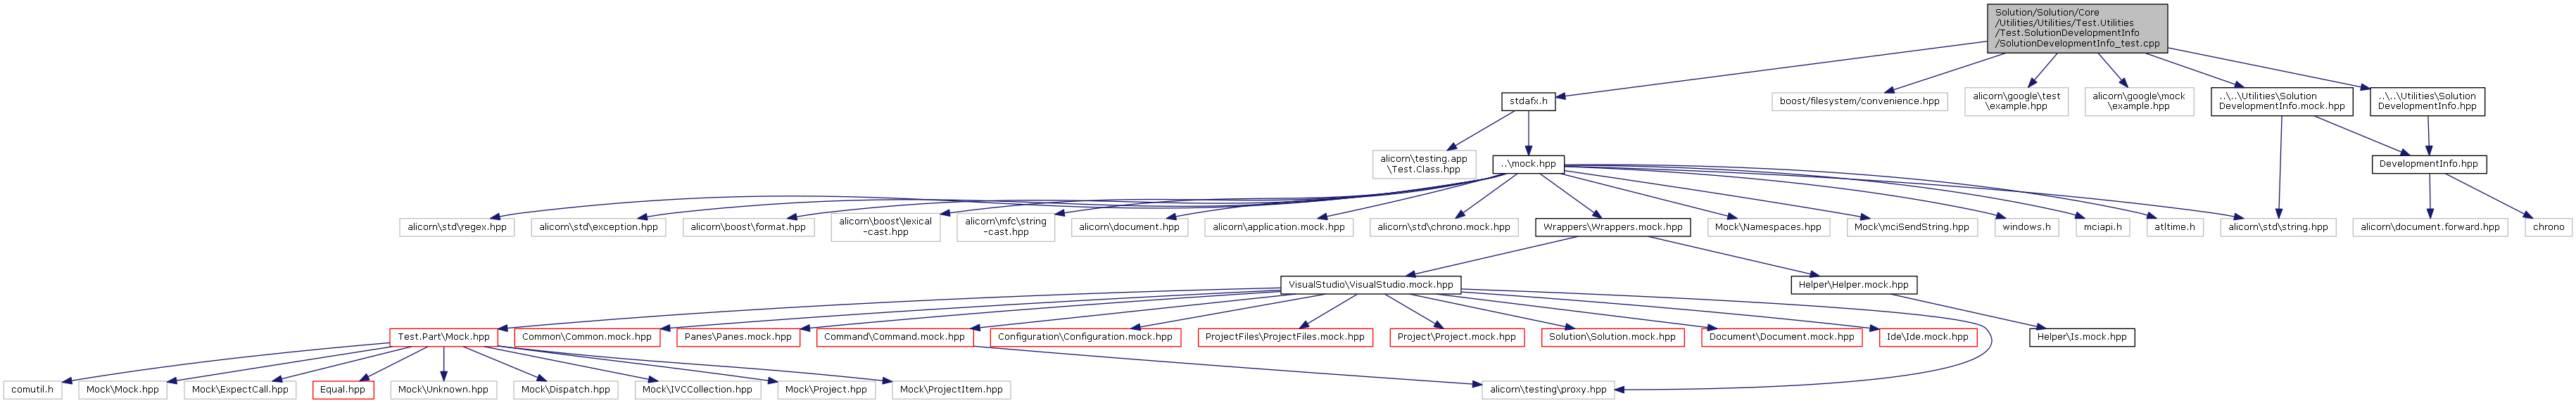 Solution/Solution/Core
/Utilities/Utilities/Test.Utilities
/Test.SolutionDevelopmentInfo
/SolutionDevelopmentInfo_test.cpp
stdafx.h
boost/filesystem/convenience.hpp
alicorn\google\test
\example.hpp
alicorn\google\mock
\example.hpp
..\..\Utilities\Solution
DevelopmentInfo.mock.hpp
..\..\Utilities\Solution
DevelopmentInfo.hpp
alicorn\testing.app
\Test.Class.hpp
..\mock.hpp
DevelopmentInfo.hpp
alicorn\std\regex.hpp
alicorn\std\exception.hpp
alicorn\boost\format.hpp
alicorn\boost\lexical
-cast.hpp
alicorn\mfc\string
-cast.hpp
alicorn\document.hpp
alicorn\application.mock.hpp
alicorn\std\chrono.mock.hpp
Wrappers\Wrappers.mock.hpp
Mock\Namespaces.hpp
Mock\mciSendString.hpp
windows.h
mciapi.h
atltime.h
alicorn\std\string.hpp
alicorn\document.forward.hpp
chrono
VisualStudio\VisualStudio.mock.hpp
Helper\Helper.mock.hpp
Test.Part\Mock.hpp
Common\Common.mock.hpp
Panes\Panes.mock.hpp
Command\Command.mock.hpp
Configuration\Configuration.mock.hpp
ProjectFiles\ProjectFiles.mock.hpp
Project\Project.mock.hpp
Solution\Solution.mock.hpp
Document\Document.mock.hpp
Ide\Ide.mock.hpp
Helper\Is.mock.hpp
comutil.h
Mock\Mock.hpp
Mock\ExpectCall.hpp
Equal.hpp
Mock\Unknown.hpp
Mock\Dispatch.hpp
Mock\IVCCollection.hpp
Mock\Project.hpp
Mock\ProjectItem.hpp
alicorn\testing\proxy.hpp